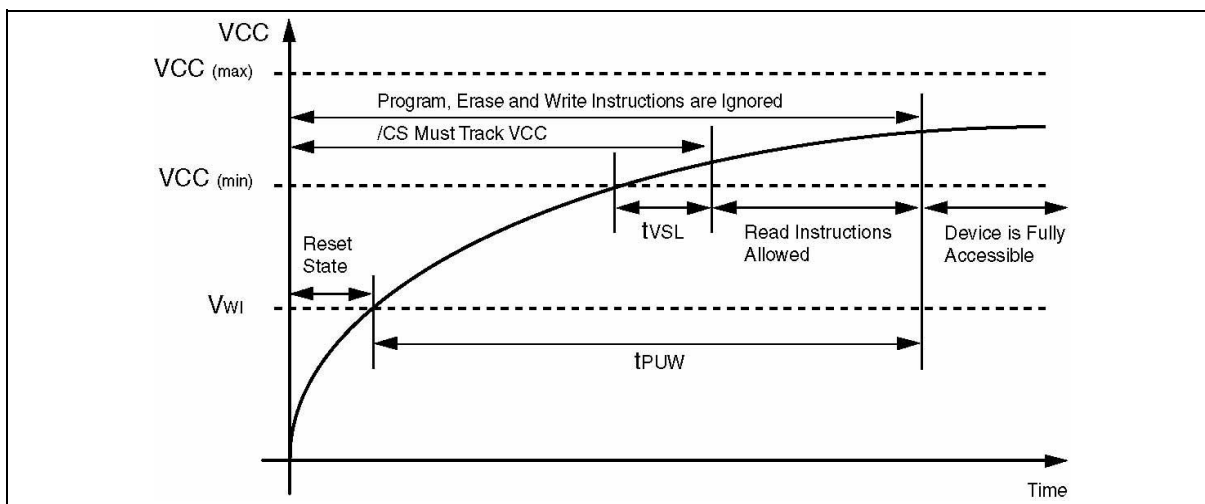 VCC
VCC (max)
Program, Erase and Write Instructions are Ignored
/CS Must Track VCC
VCC (min)
tVSL
Read Instructions
Allowed
Device is Fully
Accessible
Reset
State
VWI
tPUW
Time